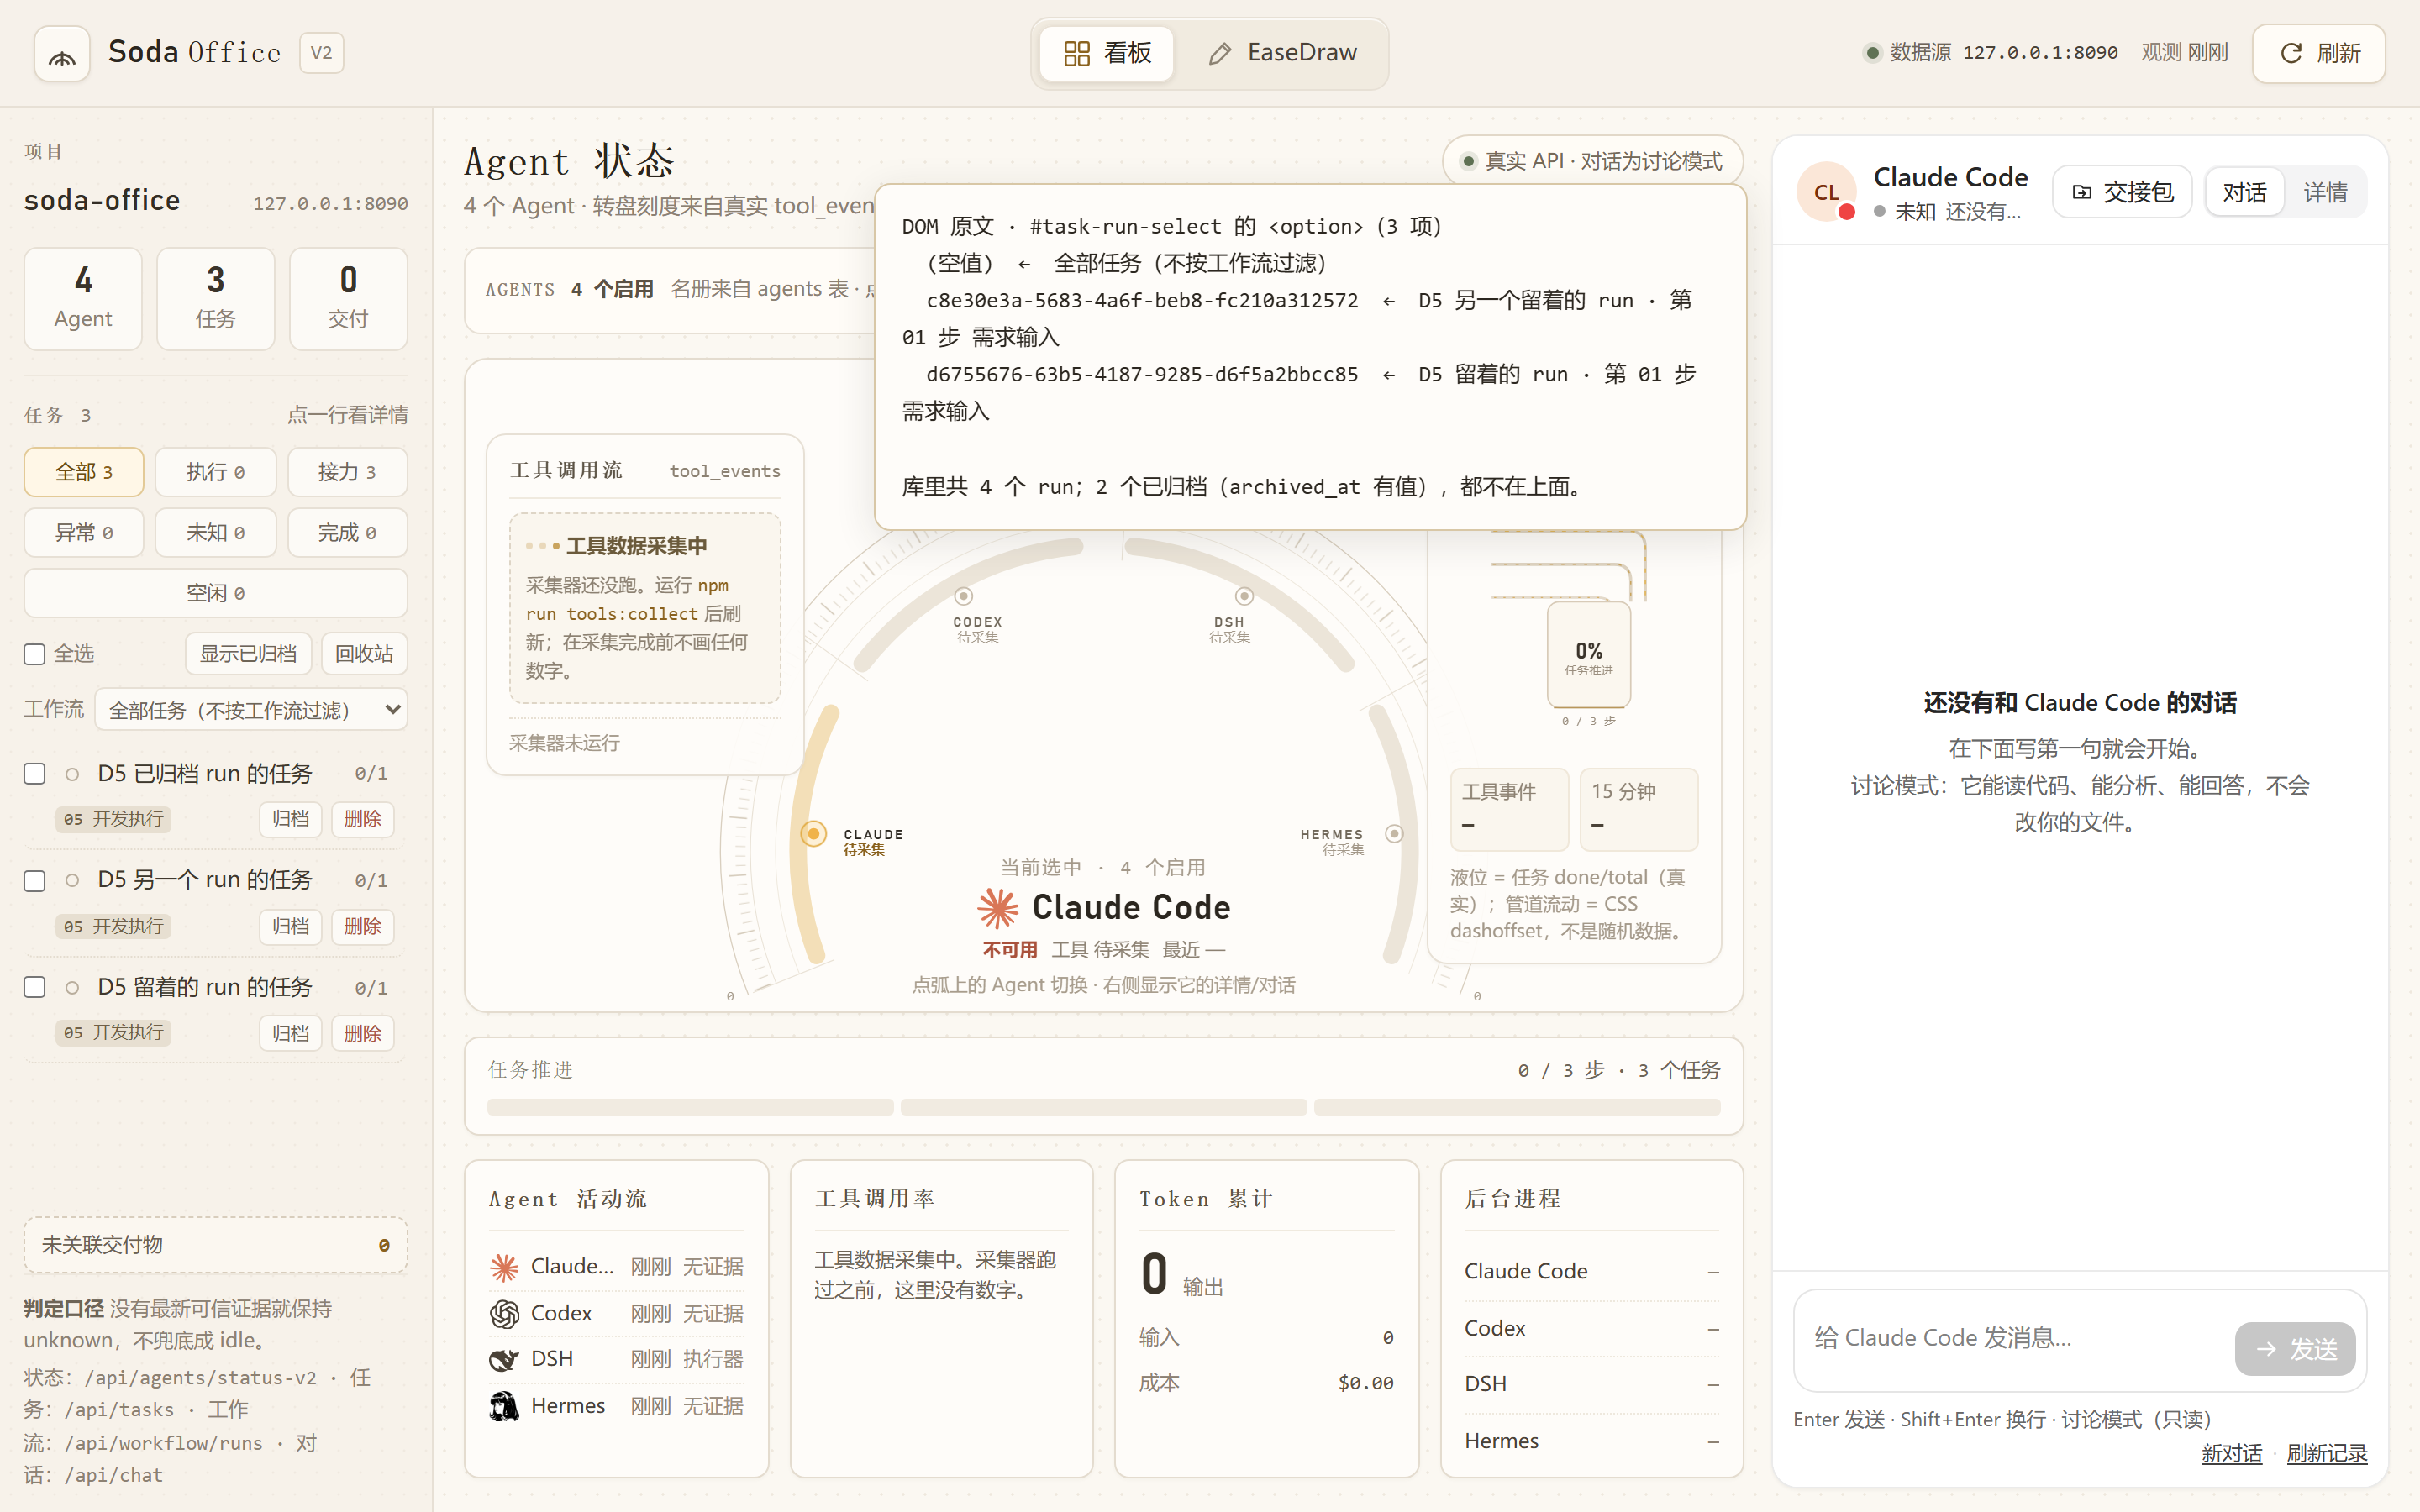 Soda Office V2
看板
EaseDraw
数据源 127.0.0.1:8090 观测 刚刚
刷新
项目
soda-office 127.0.0.1:8090
4
Agent
3
任务
0
交付
任务 3 点一行看详情
全部 3
执行 0
接力 3
异常 0
未知 0
完成 0
空闲 0
全选
显示已归档
回收站
工作流 全部任务（不按工作流过滤）
D5 已归档 run 的任务 0/1
05 开发执行 归档 删除
D5 另一个 run 的任务 0/1
05 开发执行 归档 删除
D5 留着的 run 的任务 0/1
05 开发执行 归档 删除
未关联交付物 0
判定口径 没有最新可信证据就保持
unknown，不兜底成 idle。
状态：/api/agents/status-v2 · 任
务：/api/tasks · 工作
流：/api/workflow/runs · 对
话：/api/chat
Agent 状态
真实 API · 对话为讨论模式
4 个 Agent · 转盘刻度来自真实 tool_even
AGENTS 4 个启用 名册来自 agents 表 ·
DOM 原文 · #task-run-select 的 <option>（3 项）
（空值） ← 全部任务（不按工作流过滤）
c8e30e3a-5683-4a6f-beb8-fc210a312572 ← D5 另一个留着的 run · 第
01 步 需求输入
d6755676-63b5-4187-9285-d6f5a2bbcc85 ← D5 留着的 run · 第 01 步
需求输入
库里共 4 个 run；2 个已归档（archived_at 有值），都不在上面。
工具调用流 tool_events
工具数据采集中
采集器还没跑。运行 npm
run tools:collect 后刷
新；在采集完成前不画任何
数字。
采集器未运行
CODEX
待采集
DSH
待采集
CLAUDE
待采集
HERMES
待采集
0
0
当前选中 · 4 个启用
Claude Code
不可用 工具 待采集 最近 —
点弧上的 Agent 切换 · 右侧显示它的详情/对话
0%
任务推进
0 / 3 步
工具事件
–
15 分钟
–
液位 = 任务 done/total（真
实）；管道流动 = CSS
dashoffset，不是随机数据。
任务推进 0 / 3 步 · 3 个任务
Agent 活动流
Claude... 刚刚 无证据
Codex 刚刚 无证据
DSH 刚刚 执行器
Hermes 刚刚 无证据
工具调用率
工具数据采集中。采集器跑
过之前，这里没有数字。
Token 累计
0 输出
输入 0
成本 $0.00
后台进程
Claude Code –
Codex –
DSH –
Hermes –
CL
Claude Code
未知 还没有...
交接包
对话
详情
还没有和 Claude Code 的对话
在下面写第一句就会开始。
讨论模式：它能读代码、能分析、能回答，不会
改你的文件。
给 Claude Code 发消息...
发送
Enter 发送 · Shift+Enter 换行 · 讨论模式（只读）
新对话 · 刷新记录